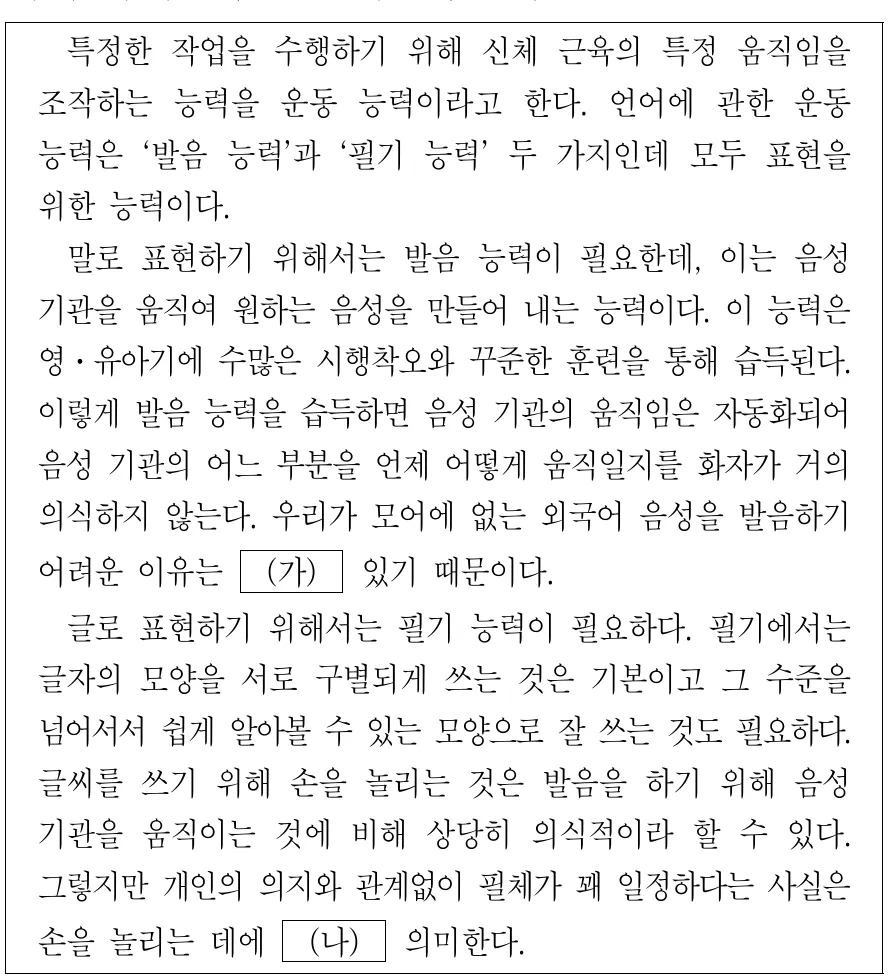 특정한 작업을 수행하기 위해 신체 근육의 특정 움직임을
조작하는 능력을 운동 능력이라고 한다. 언어에 관한 운동
능력은 ‘발음 능력’과 ‘필기 능력’ 두 가지인데 모두 표현을
위한 능력이다.
말로 표현하기 위해서는 발음 능력이 필요한데, 이는 음성
기관을 움직여 원하는 음성을 만들어 내는 능력이다. 이 능력은
영·유아기에 수많은 시행착오와 꾸준한 훈련을 통해 습득된다.
이렇게 발음 능력을 습득하면 음성 기관의 움직임은 자동화되어
음성 기관의 어느 부분을 언제 어떻게 움직일지를 화자가 거의
의식하지 않는다. 우리가 모어에 없는 외국어 음성을 발음하기
어려운 이유는 (가) 있기 때문이다.
글로 표현하기 위해서는 필기 능력이 필요하다. 필기에서는
글자의 모양을 서로 구별되게 쓰는 것은 기본이고 그 수준을
넘어서서 쉽게 알아볼 수 있는 모양으로 잘 쓰는 것도 필요하다.
글씨를 쓰기 위해 손을 놀리는 것은 발음을 하기 위해 음성
기관을 움직이는 것에 비해 상당히 의식적이라 할 수 있다.
그렇지만 개인의 의지와 관계없이 필체가 꽤 일정하다는 사실은
손을 놀리는 데에 (나) 의미한다.